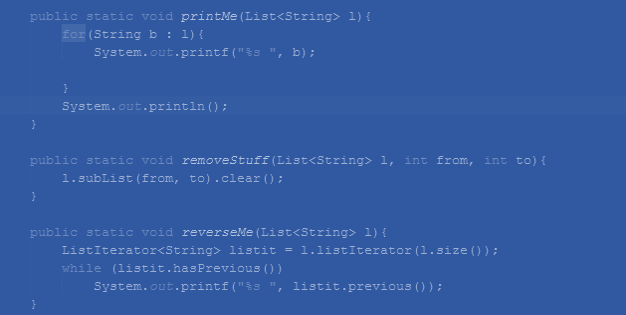 public static void printMe(List<String> l){
for(String b : l){
System.out.printf("%s ", b);
}
System.out.println();
}
public static void removeStuff(List<String> l, int from, int to){
l.subList(from, to).clear();
}
public static void reverseMe(List<String> l){
ListIterator<String> listit = l.listIterator(l.size());
while (listit.hasPrevious())
System.out.printf("%s ", listit.previous());
}